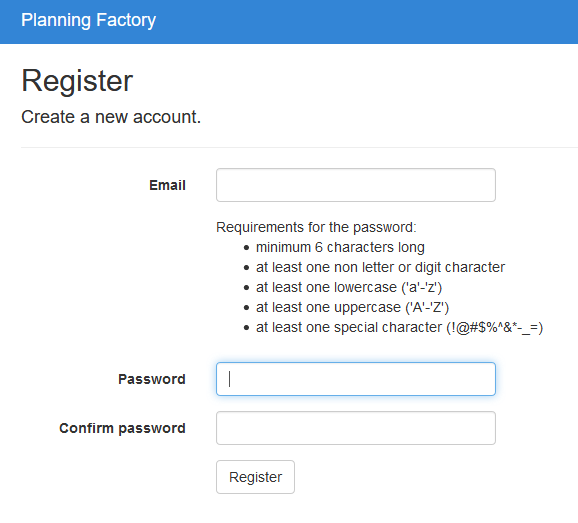 Planning Factory
Register
Create a new account.
Email
Requirements for the password:
• minimum 6 characters long
• at least one non letter or digit character
• at least one lowercase ('a'-'z')
• at least one uppercase ('A'-'Z')
• at least one special character (!@#$%^&*-_=)
Password
Confirm password
Register